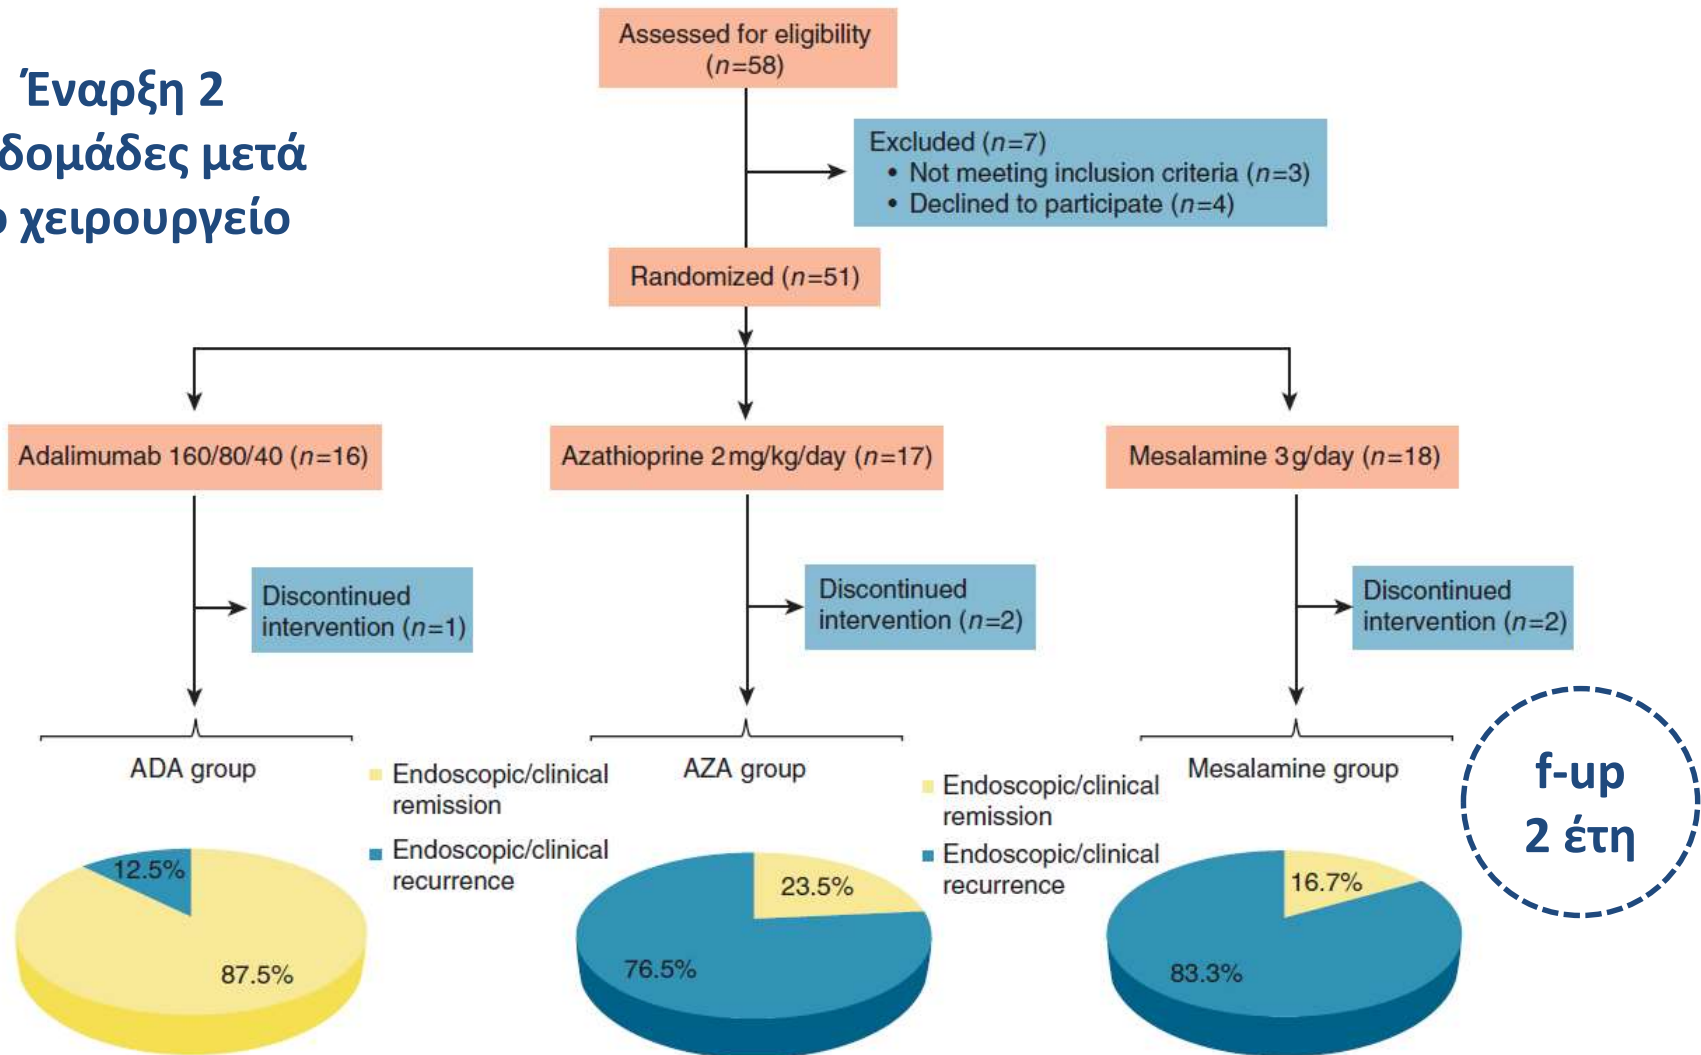 Έναρξη 2
δομάδες μετά
χειρουργείο
Assessed for eligibility
(n=58)
Excluded (n=7)
• Not meeting inclusion criteria (n=3)
• Declined to participate (n=4)
Randomized (n=51)
Adalimumab 160/80/40 (n=16)
Azathioprine 2 mg/kg/day (n=17)
Mesalamine 3 g/day (n=18)
Discontinued
intervention (n=1)
Discontinued
intervention (n=2)
Discontinued
intervention (n=2)
ADA group
Endoscopic/clinical
remission
Endoscopic/clinical
recurrence
AZA group
Endoscopic/clinical
remission
Endoscopic/clinical
recurrence
Mesalamine group
f-up
2 έτη
12.5%
87.5%
23.5%
76.5%
16.7%
83.3%